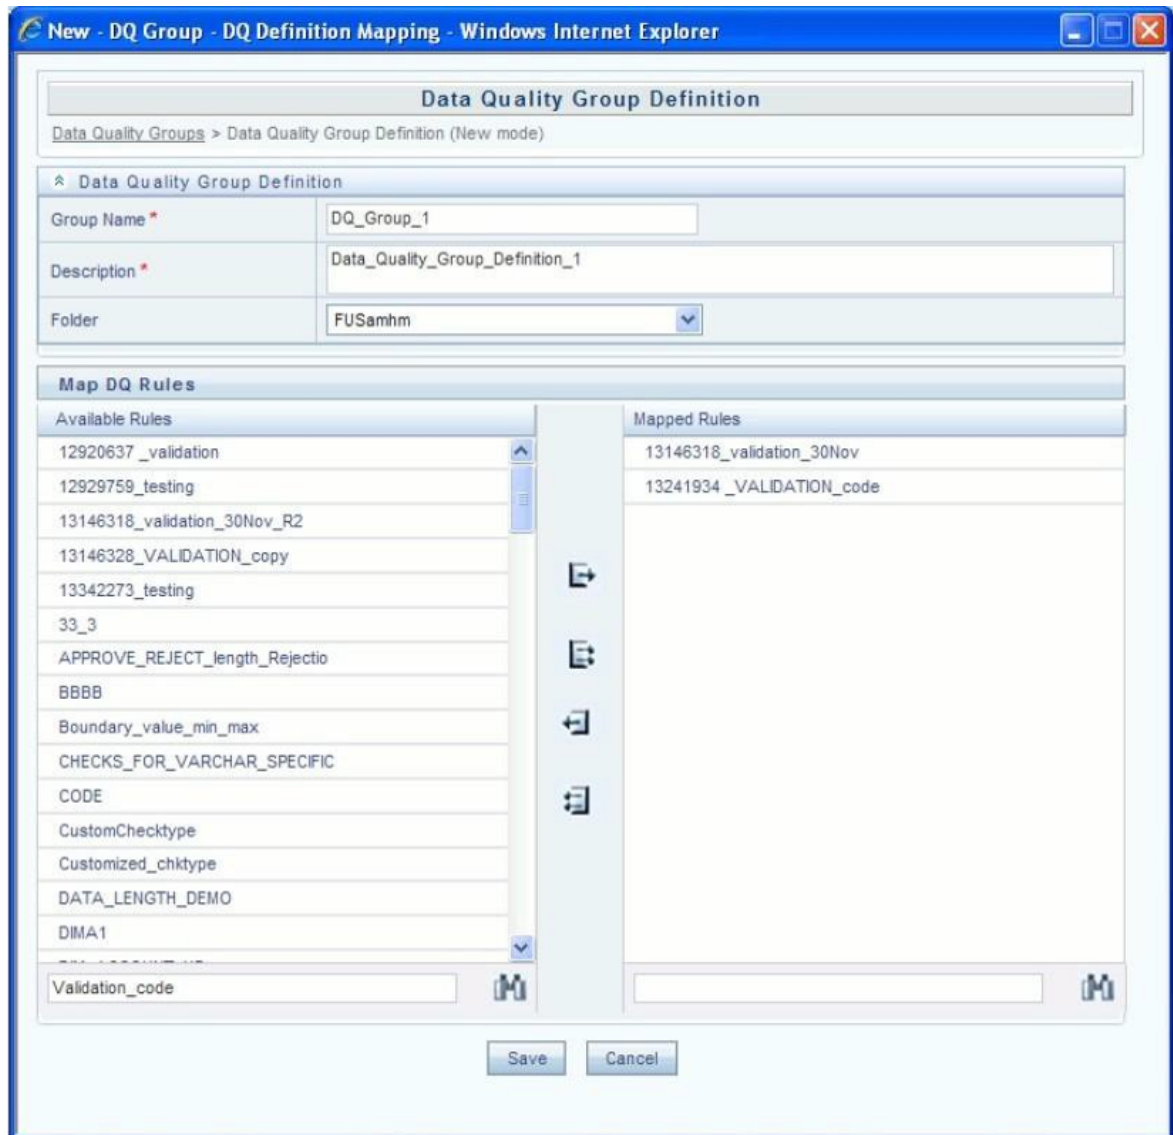 New - DQ Group - DQ Definition Mapping - Windows Internet Explorer
Data Quality Group Definition
Data Quality Groups > Data Quality Group Definition (New mode)
Data Quality Group Definition
Group Name * DQ_Group_1
Description * Data_Quality_Group_Definition_1
Folder FUSamhm
Map DQ Rules
Available Rules
12920637 _validation
12929759_testing
13146318_validation_30Nov_R2
13146328_VALIDATION_copy
13342273_testing
33_3
APPROVE_REJECT_length_Rejectio
BBBB
Boundary_value_min_max
CHECKS_FOR_VARCHAR_SPECIFIC
CODE
CustomChecktype
Customized_chktype
DATA_LENGTH_DEMO
DIMA1
Validation_code
Mapped Rules
13146318_validation_30Nov
13241934 _VALIDATION_code
Save Cancel